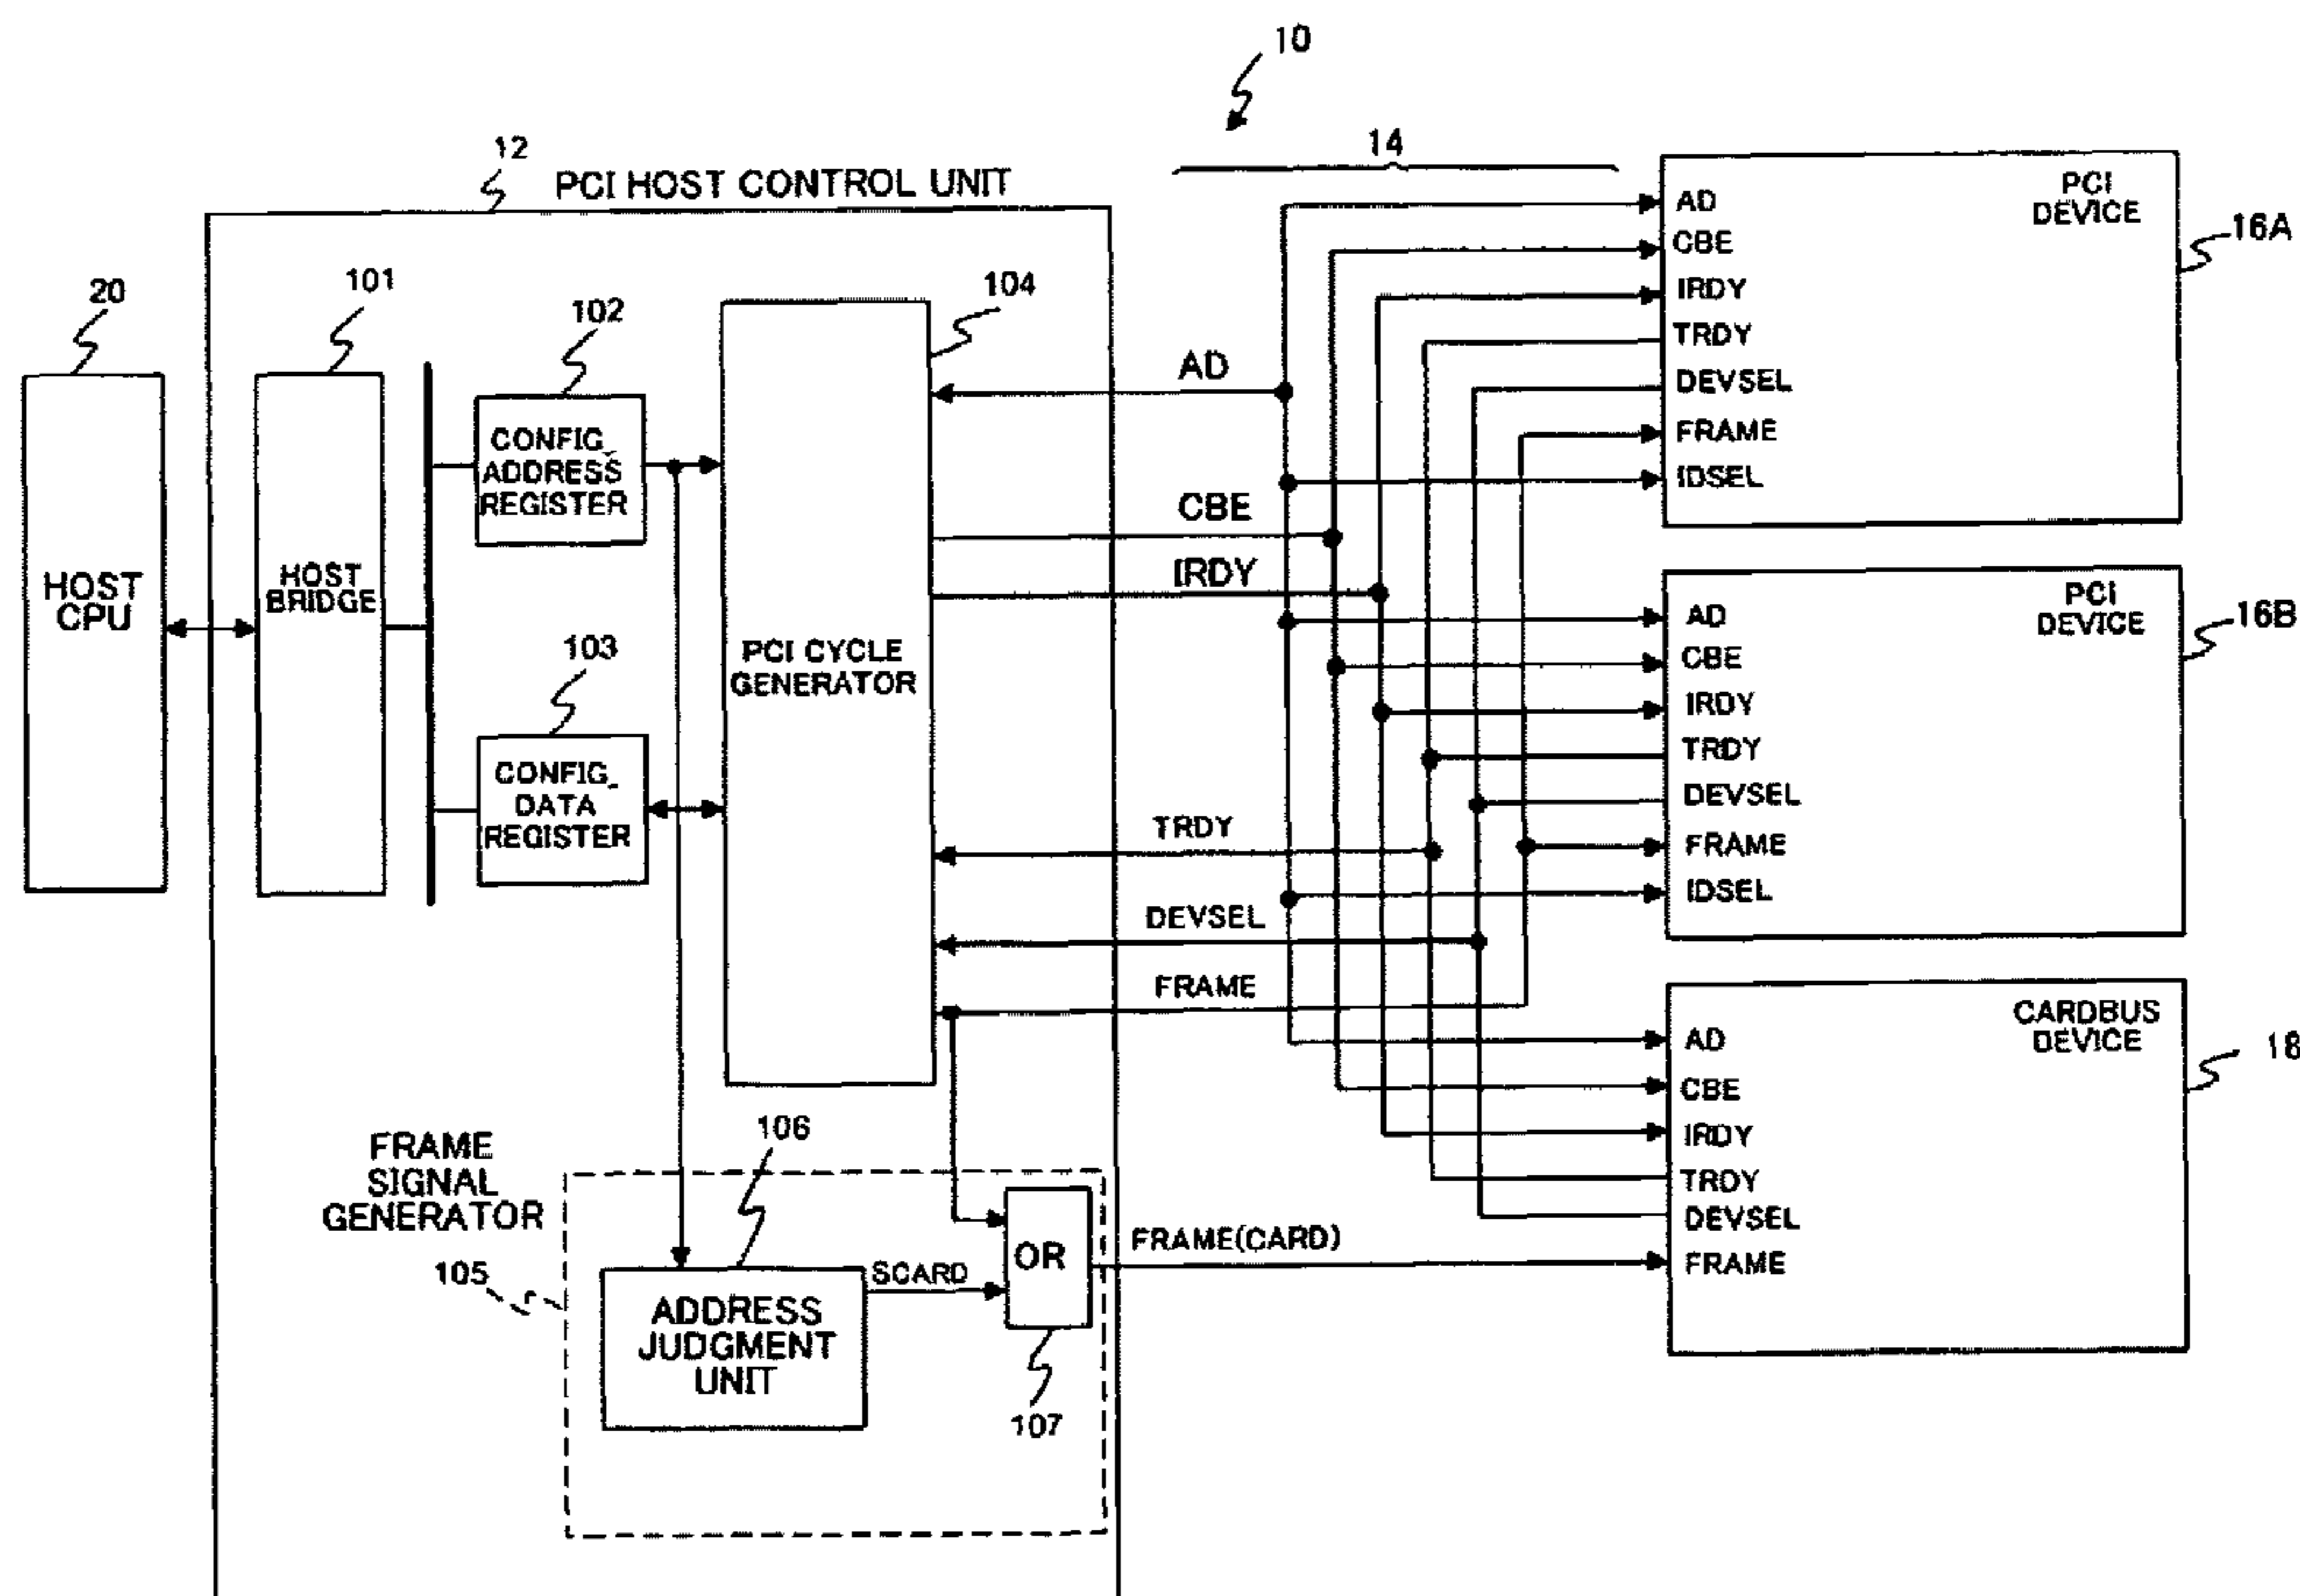 10
12
PCI HOST CONTROL UNIT
14
20
HOST
CPU
101
HOST
BRIDGE
102
CONFIG_
ADDRESS
REGISTER
103
CONFIG_
DATA
REGISTER
104
PCI CYCLE
GENERATOR
AD
CBE
IRDY
TRDY
DEVSEL
FRAME
FRAME
SIGNAL
GENERATOR
105
106
ADDRESS
JUDGMENT
UNIT
SCARD
OR
107
FRAME(CARD)
PCI
DEVICE
16A
AD
CBE
IRDY
TRDY
DEVSEL
FRAME
IDSEL
PCI
DEVICE
16B
AD
CBE
IRDY
TRDY
DEVSEL
FRAME
IDSEL
CARDBUS
DEVICE
18
AD
CBE
IRDY
TRDY
DEVSEL
FRAME